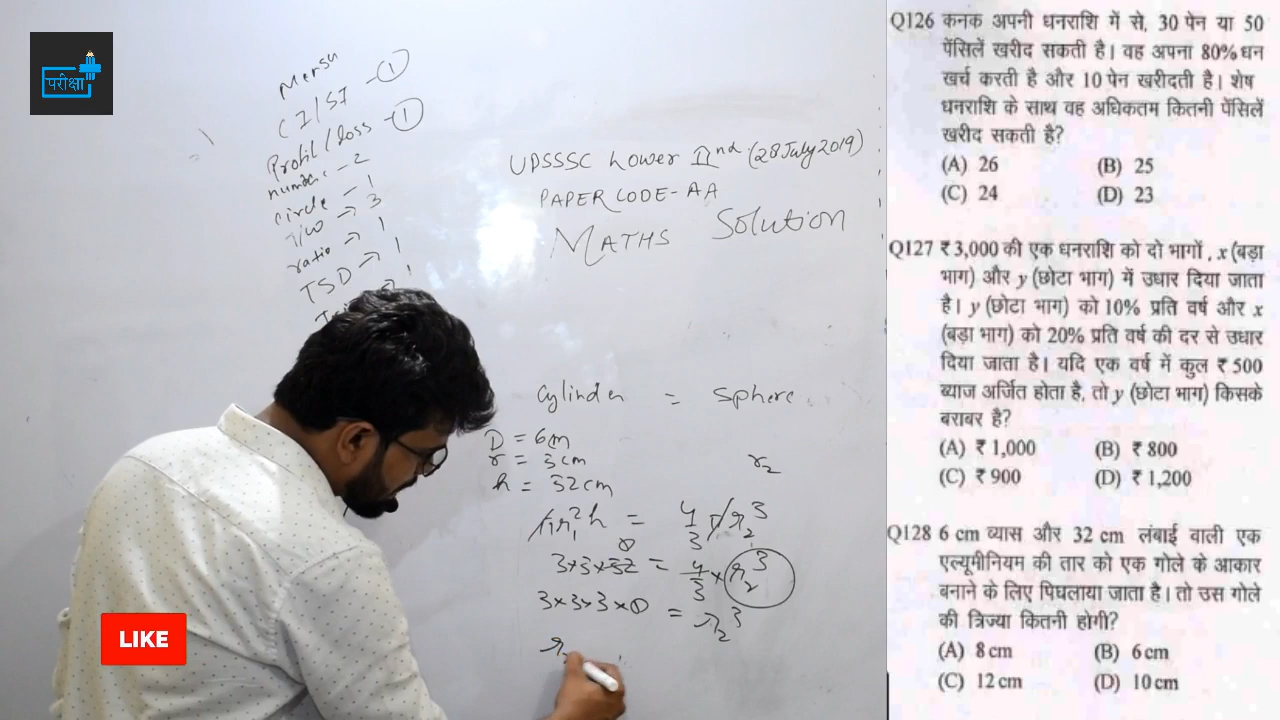 परीक्षा
Mensu
CI/SI -①
Profit/loss -①
number - 2
circle - 1
T/W → 3
ratio → 1
TSD → 1
UPSSSC Lower IInd (28 July 2019)
PAPER CODE-AA
MATHS Solution
Cylinder = Sphere
D = 6m
r = 3cm
h = 32cm
r₂
πr₁²h = 4/3 πr₂³
3×3×32 = 4/3 × r₂³
8
3×3×3×8 = r₂³
LIKE
Q126 कनक अपनी धनराशि में से, 30 पेन या 50
पेंसिलें खरीद सकती है। वह अपना 80% धन
खर्च करती है और 10 पेन खरीदती है। शेष
धनराशि के साथ वह अधिकतम कितनी पेंसिलें
खरीद सकती है?
(A) 26 (B) 25
(C) 24 (D) 23
Q127 ₹ 3,000 की एक धनराशि को दो भागों, x (बड़ा
भाग) और y (छोटा भाग) में उधार दिया जाता
है। y (छोटा भाग) को 10% प्रति वर्ष और x
(बड़ा भाग) को 20% प्रति वर्ष की दर से उधार
दिया जाता है। यदि एक वर्ष में कुल ₹ 500
ब्याज अर्जित होता है, तो y (छोटा भाग) किसके
बराबर है?
(A) ₹ 1,000 (B) ₹ 800
(C) ₹ 900 (D) ₹ 1,200
Q128 6 cm व्यास और 32 cm लंबाई वाली एक
एल्यूमीनियम की तार को एक गोले के आकार
बनाने के लिए पिघलाया जाता है। तो उस गोले
की त्रिज्या कितनी होगी?
(A) 8 cm (B) 6 cm
(C) 12 cm (D) 10 cm